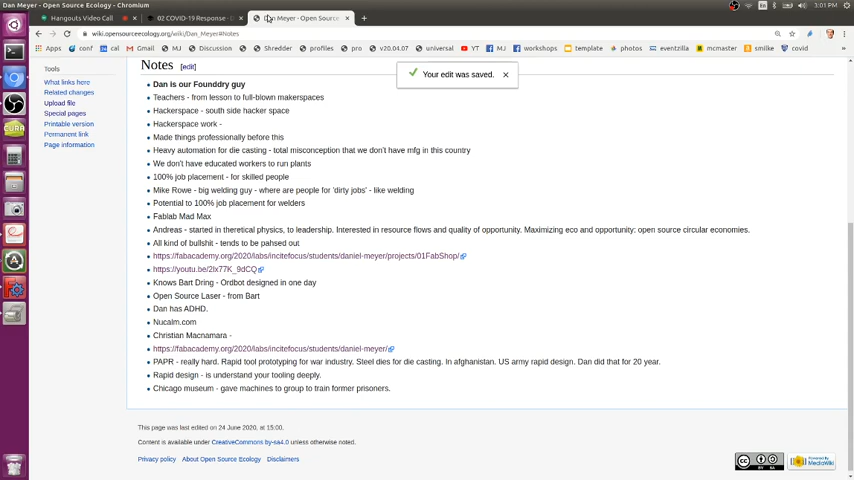 Dan Meyer - Open Source Ecology - Chromium
3:01 PM
Hangouts Video Call
02 COVID-19 Response - D
Dan Meyer - Open Source
wiki.opensourceecology.org/wiki/Dan_Meyer#Notes
Apps conf cal Gmail MJ Discussion Shredder profiles v20.04.07 universal YT MJ workshops template photos eventzilla mcmaster smilke covid
Tools
What links here
Related changes
Upload file
Special pages
Printable version
Permanent link
Page information
Your edit was saved.
Notes [edit]
Dan is our Founddry guy
Teachers - from lesson to full-blown makerspaces
Hackerspace - south side hacker space
Hackerspace work -
Made things professionally before this
Heavy automation for die casting - total misconception that we don't have mfg in this country
We don't have educated workers to run plants
100% job placement - for skilled people
Mike Rowe - big welding guy - where are people for 'dirty jobs' - like welding
Potential to 100% job placement for welders
Fablab Mad Max
Andreas - started in theretical physics, to leadership. Interested in resource flows and quality of opportunity. Maximizing eco and opportunity: open source circular economies.
All kind of bullshit - tends to be pahsed out
https://fabacademy.org/2020/labs/incitefocus/students/daniel-meyer/projects/01FabShop/
https://youtu.be/2lx77K_9dCQ
Knows Bart Dring - Ordbot designed in one day
Open Source Laser - from Bart
Dan has ADHD.
Nucalm.com
Christian Macnamara -
https://fabacademy.org/2020/labs/incitefocus/students/daniel-meyer/
PAPR - really hard. Rapid tool prototyping for war industry. Steel dies for die casting. In afghanistan. US army rapid design. Dan did that for 20 year.
Rapid design - is understand your tooling deeply.
Chicago museum - gave machines to group to train former prisoners.
This page was last edited on 24 June 2020, at 15:00.
Content is available under CreativeCommons by-sa4.0 unless otherwise noted.
Privacy policy About Open Source Ecology Disclaimers